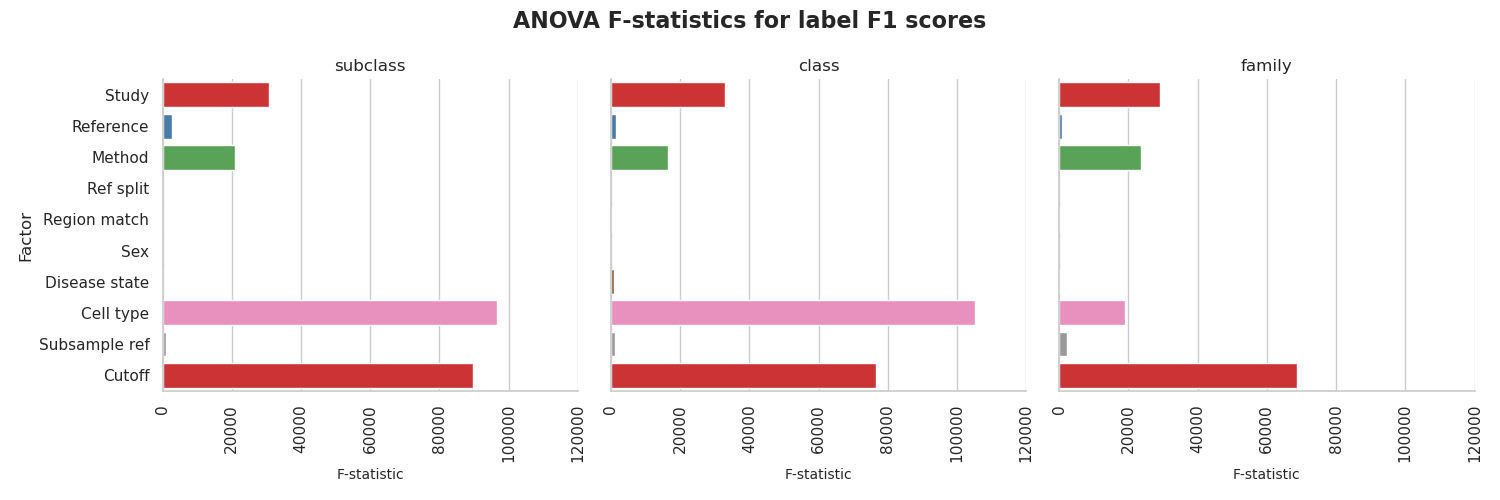 ANOVA F-statistics for label F1 scores
subclass
class
family
Factor
Study
Reference
Method
Ref split
Region match
Sex
Disease state
Cell type
Subsample ref
Cutoff
0 20000 40000 60000 80000 100000 120000
0 20000 40000 60000 80000 100000 120000
0 20000 40000 60000 80000 100000 120000
F-statistic
F-statistic
F-statistic